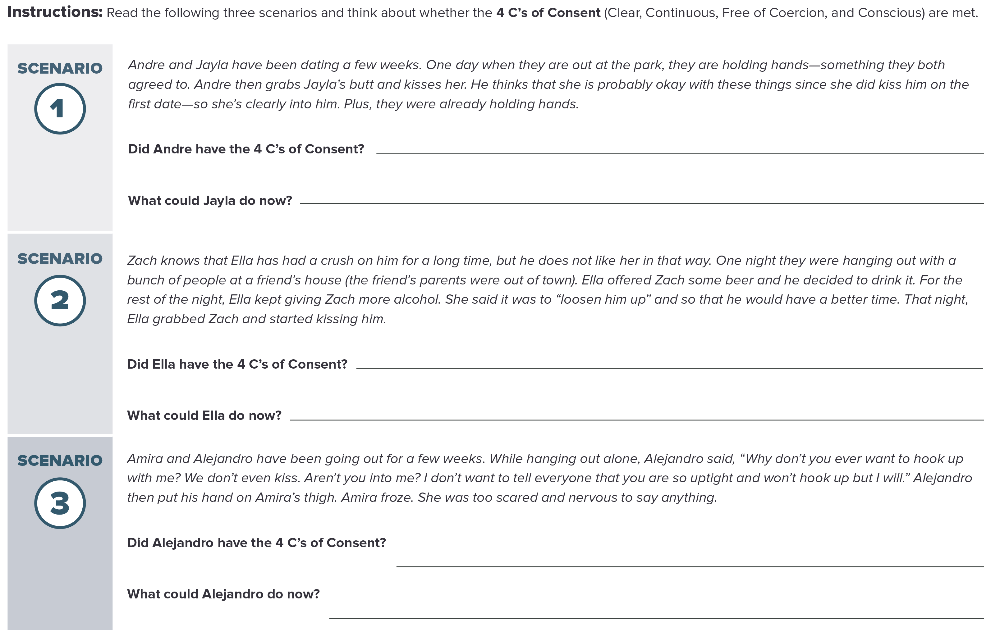 Instructions: Read the following three scenarios and think about whether the 4 C’s of Consent (Clear, Continuous, Free of Coercion, and Conscious) are met.
SCENARIO
1
Andre and Jayla have been dating a few weeks. One day when they are out at the park, they are holding hands—something they both
agreed to. Andre then grabs Jayla’s butt and kisses her. He thinks that she is probably okay with these things since she did kiss him on the
first date—so she’s clearly into him. Plus, they were already holding hands.
Did Andre have the 4 C’s of Consent?
What could Jayla do now?
SCENARIO
2
Zach knows that Ella has had a crush on him for a long time, but he does not like her in that way. One night they were hanging out with a
bunch of people at a friend’s house (the friend’s parents were out of town). Ella offered Zach some beer and he decided to drink it. For the
rest of the night, Ella kept giving Zach more alcohol. She said it was to “loosen him up” and so that he would have a better time. That night,
Ella grabbed Zach and started kissing him.
Did Ella have the 4 C’s of Consent?
What could Ella do now?
SCENARIO
3
Amira and Alejandro have been going out for a few weeks. While hanging out alone, Alejandro said, “Why don’t you ever want to hook up
with me? We don’t even kiss. Aren’t you into me? I don’t want to tell everyone that you are so uptight and won’t hook up but I will.” Alejandro
then put his hand on Amira’s thigh. Amira froze. She was too scared and nervous to say anything.
Did Alejandro have the 4 C’s of Consent?
What could Alejandro do now?